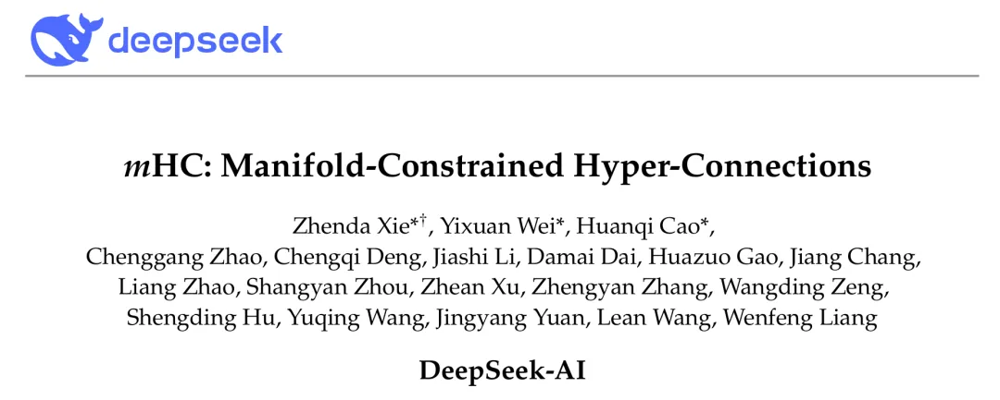 deepseek
mHC: Manifold-Constrained Hyper-Connections
Zhenda Xie*†, Yixuan Wei*, Huanqi Cao*,
Chenggang Zhao, Chengqi Deng, Jiashi Li, Damai Dai, Huazuo Gao, Jiang Chang,
Liang Zhao, Shangyan Zhou, Zhean Xu, Zhengyan Zhang, Wangding Zeng,
Shengding Hu, Yuqing Wang, Jingyang Yuan, Lean Wang, Wenfeng Liang
DeepSeek-AI